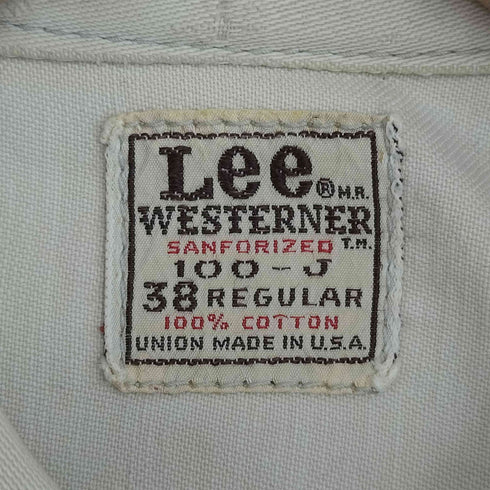 Lee ® M.R.
WESTERNER
SANFORIZED T.M.
100-J
38 REGULAR
100% COTTON
UNION MADE IN U.S.A.